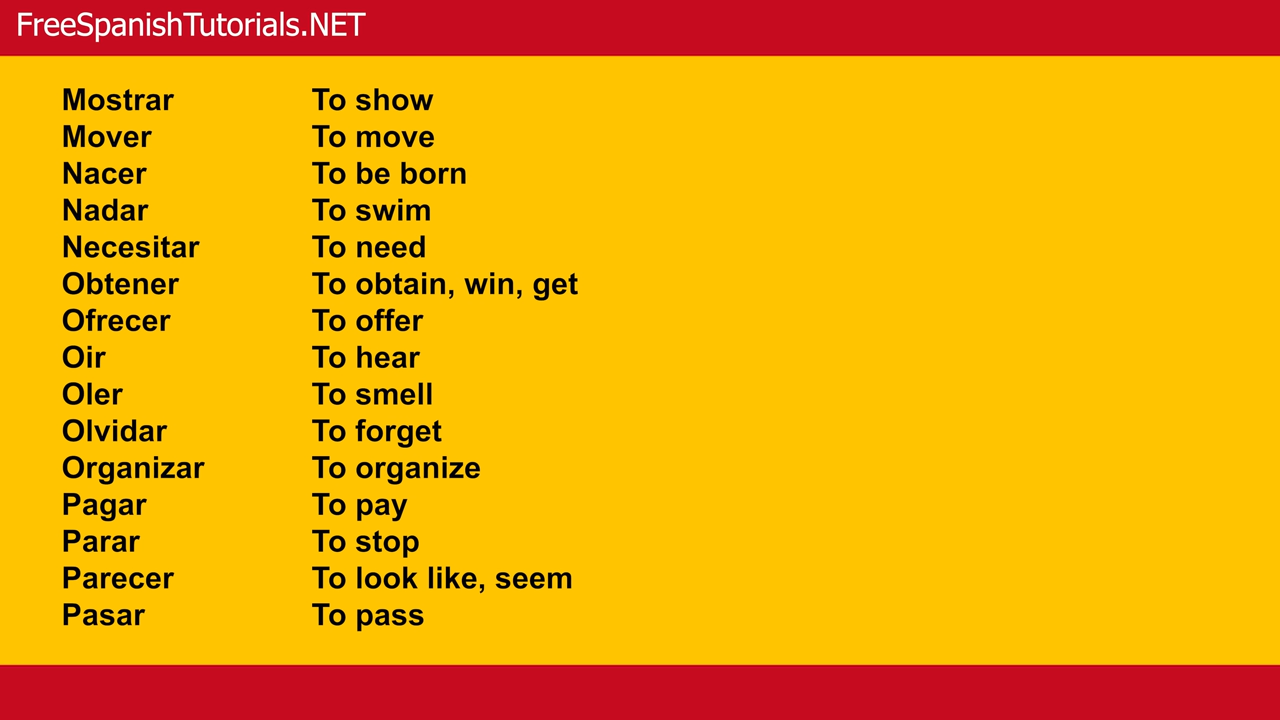 FreeSpanishTutorials.NET
Mostrar To show
Mover To move
Nacer To be born
Nadar To swim
Necesitar To need
Obtener To obtain, win, get
Ofrecer To offer
Oir To hear
Oler To smell
Olvidar To forget
Organizar To organize
Pagar To pay
Parar To stop
Parecer To look like, seem
Pasar To pass